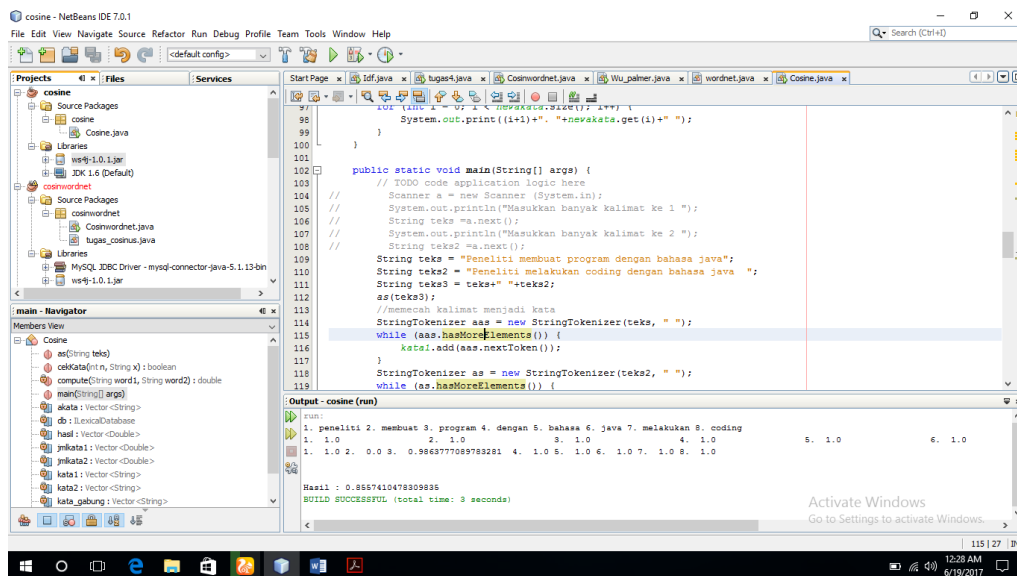 cosine - NetBeans IDE 7.0.1
File Edit View Navigate Source Refactor Run Debug Profile Team Tools Window Help
Search (Ctrl+I)
<default config>
Projects Files Services
Start Page Idf.java tugas4.java Cosinwordnet.java Wu_palmer.java wordnet.java Cosine.java
cosine
Source Packages
cosine
Cosine.java
Libraries
ws4j-1.0.1.jar
JDK 1.6 (Default)
cosinwordnet
Source Packages
cosinwordnet
Cosinwordnet.java
tugas_cosinus.java
Libraries
MySQL JDBC Driver - mysql-connector-java-5.1.13-bin
ws4j-1.0.1.jar
main - Navigator
Members View
Cosine
as(String teks)
cekKata(int n, String x) : boolean
compute(String word1, String word2) : double
main(String[] args)
akata : Vector<String>
db : ILexicalDatabase
hasil : Vector<Double>
jmlkata1 : Vector<Double>
jmlkata2 : Vector<Double>
kata1 : Vector<String>
kata2 : Vector<String>
kata_gabung : Vector<String>
97 for (int i = 0; i < newakata.size(); i++) {
98 System.out.print((i+1)+". "+newakata.get(i)+" ");
99 }
100 }
101
102 public static void main(String[] args) {
103 // TODO code application logic here
104 // Scanner a = new Scanner (System.in);
105 // System.out.println("Masukkan banyak kalimat ke 1 ");
106 // String teks =a.next();
107 // System.out.println("Masukkan banyak kalimat ke 2 ");
108 // String teks2 =a.next();
109 String teks = "Peneliti membuat program dengan bahasa java";
110 String teks2 = "Peneliti melakukan coding dengan bahasa java ";
111 String teks3 = teks+" "+teks2;
112 as(teks3);
113 //memecah kalimat menjadi kata
114 StringTokenizer aas = new StringTokenizer(teks, " ");
115 while (aas.hasMoreElements()) {
116 kata1.add(aas.nextToken());
117 }
118 StringTokenizer as = new StringTokenizer(teks2, " ");
119 while (as.hasMoreElements()) {
Output - cosine (run)
run:
1. peneliti 2. membuat 3. program 4. dengan 5. bahasa 6. java 7. melakukan 8. coding
1. 1.0 2. 1.0 3. 1.0 4. 1.0 5. 1.0 6. 1.0
1. 1.0 2. 0.0 3. 0.9863777089783281 4. 1.0 5. 1.0 6. 1.0 7. 1.0 8. 1.0
Hasil : 0.8557410478309835
BUILD SUCCESSFUL (total time: 3 seconds)
Activate Windows
Go to Settings to activate Windows.
115 | 27
12:28 AM
6/19/2017